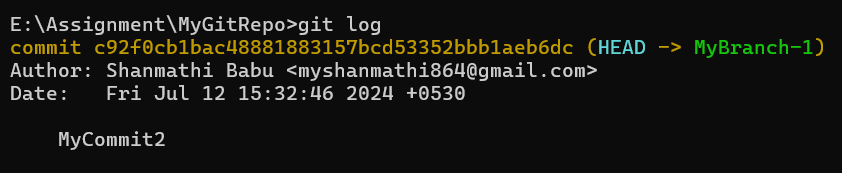 E:\Assignment\MyGitRepo>git log
commit c92f0cb1bac48881883157bcd53352bbb1aeb6dc (HEAD -> MyBranch-1)
Author: Shanmathi Babu <myshanmathi864@gmail.com>
Date:   Fri Jul 12 15:32:46 2024 +0530
    MyCommit2